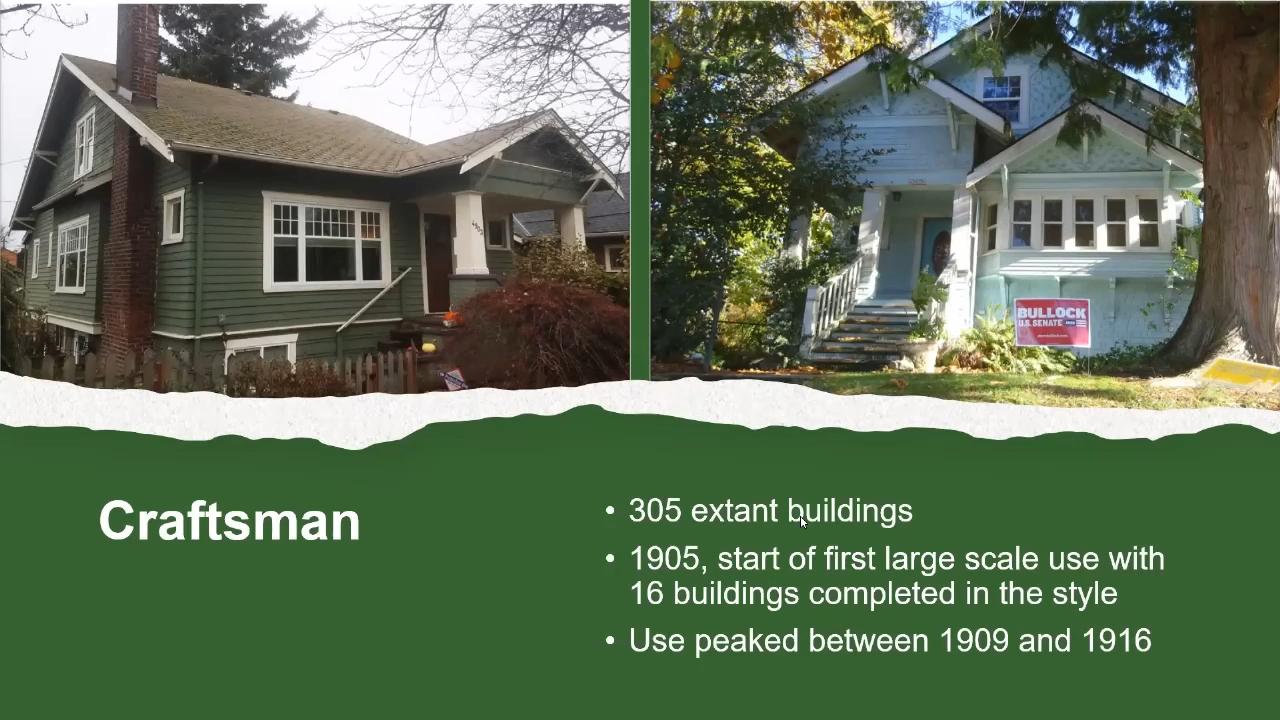 BULLOCK
U.S. SENATE
Craftsman
• 305 extant buildings
• 1905, start of first large scale use with
16 buildings completed in the style
• Use peaked between 1909 and 1916